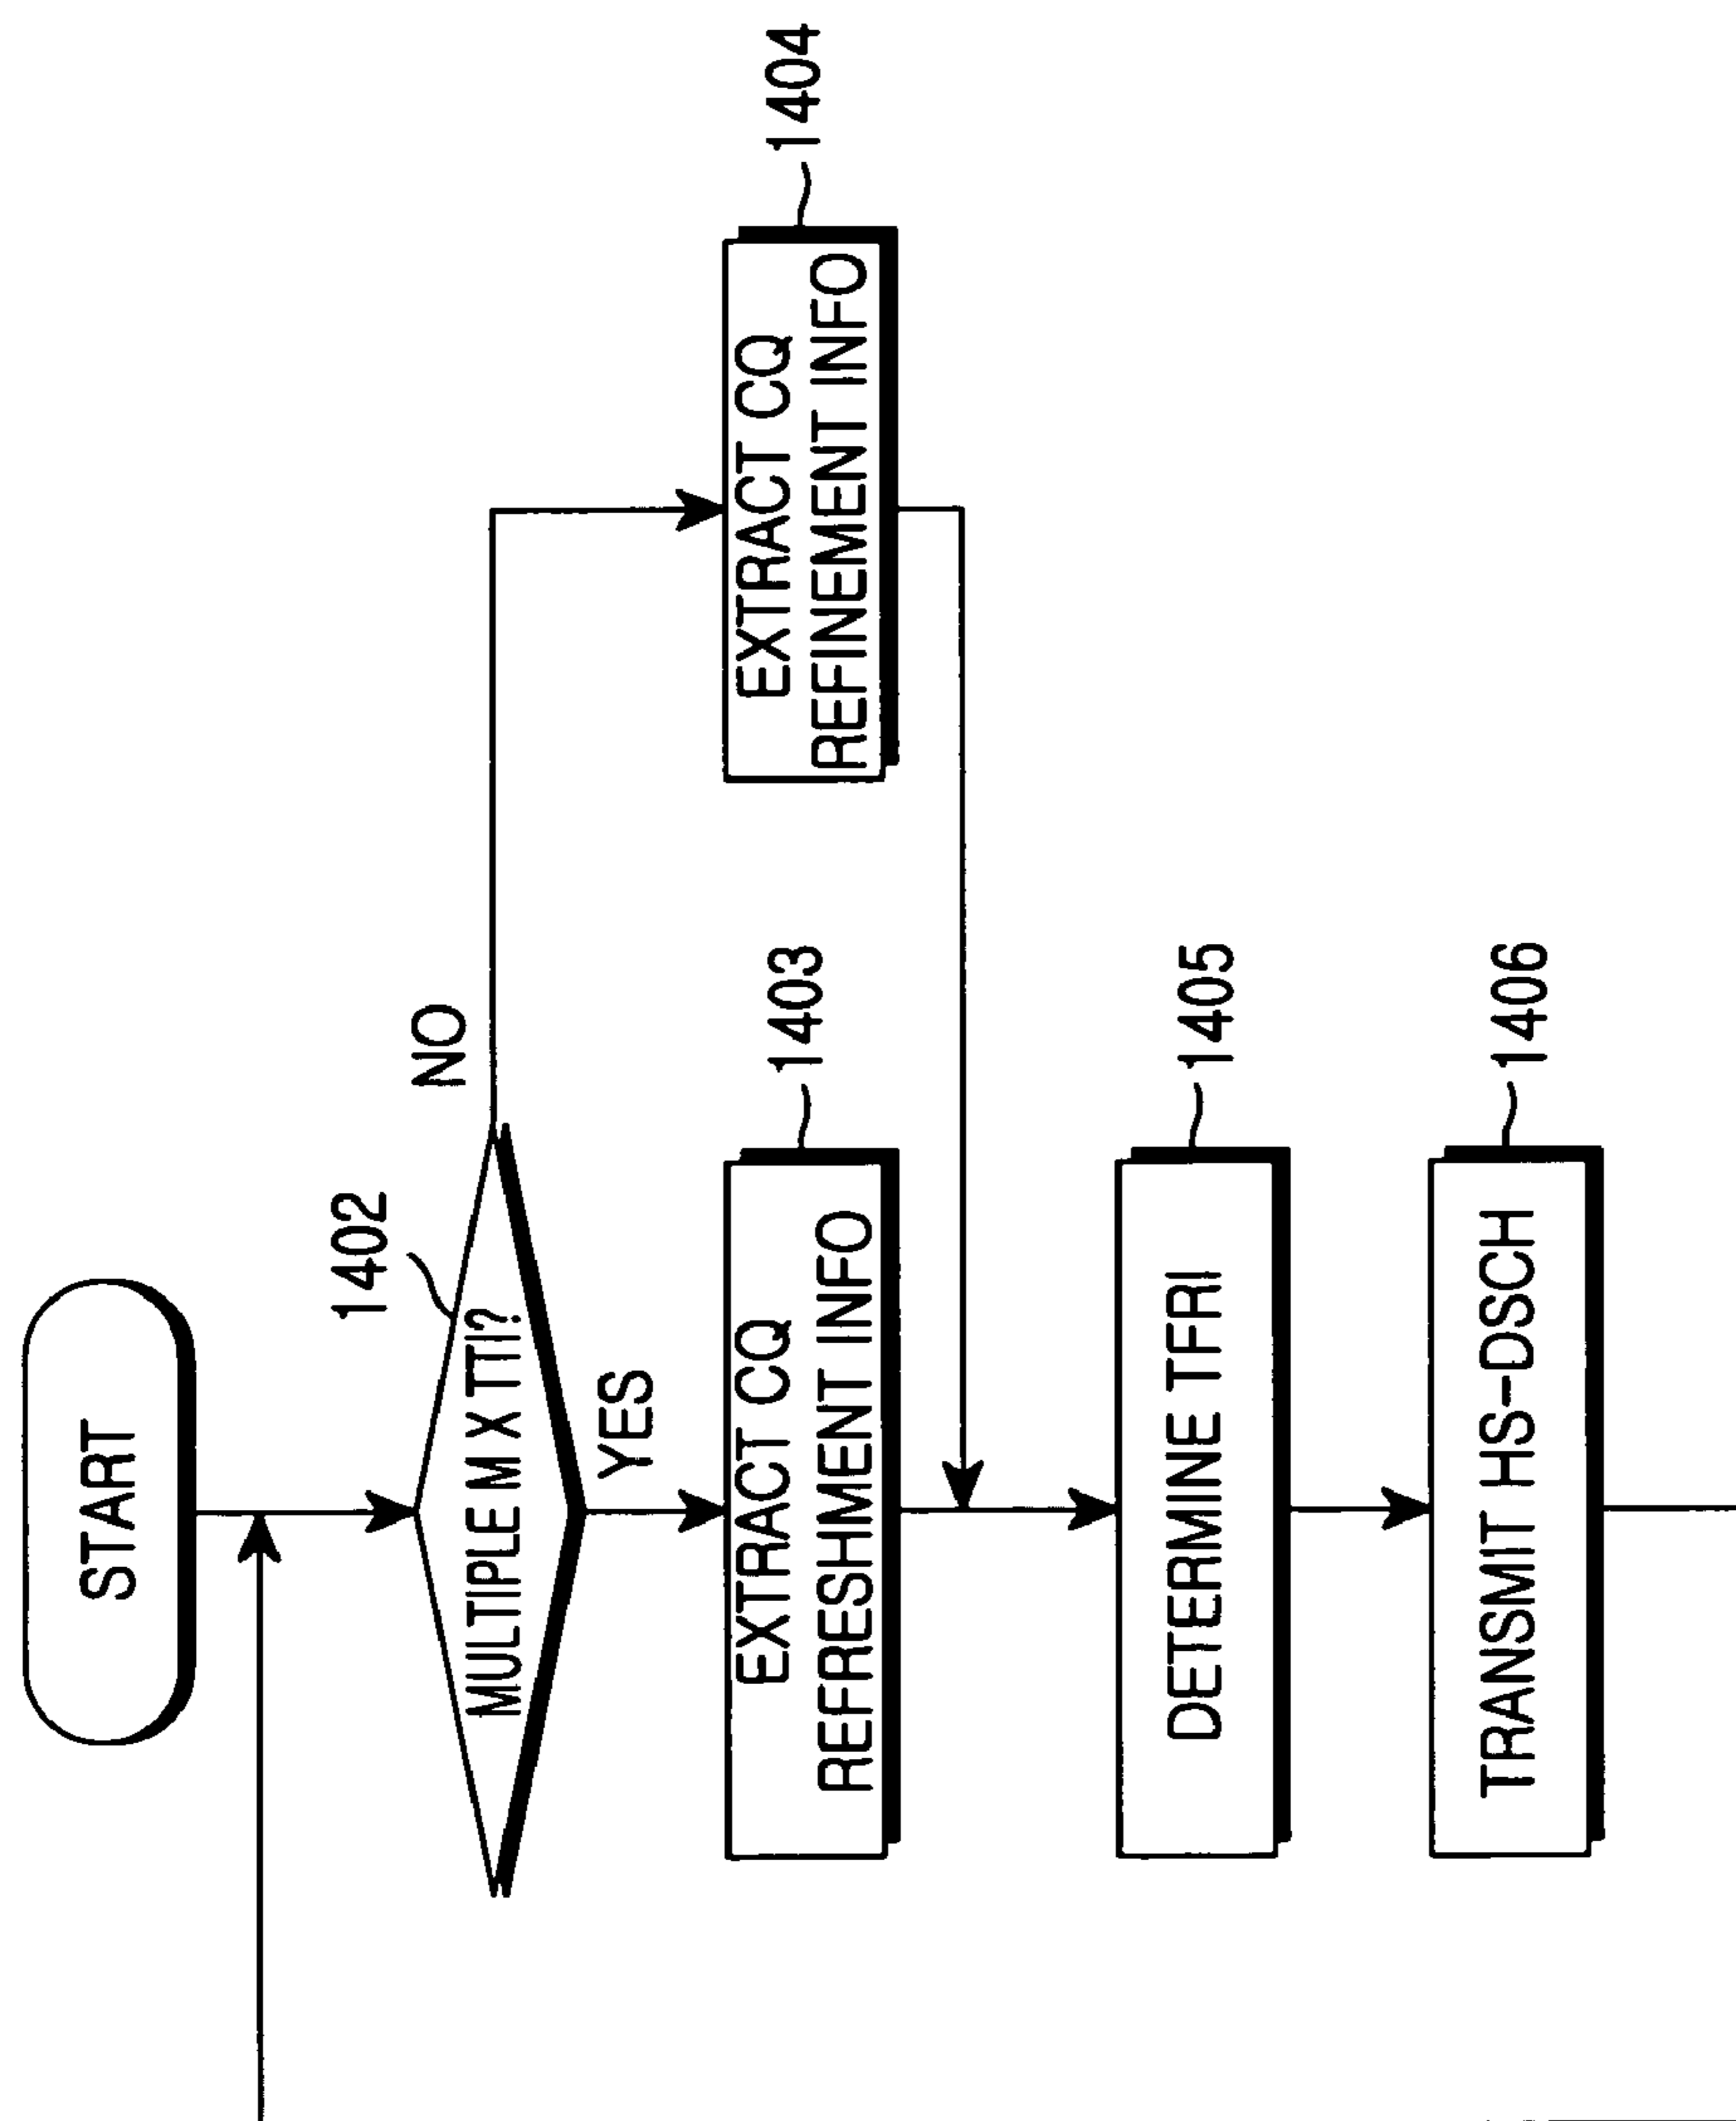 START
1402
MULTIPLE M X TTI?
NO
YES
EXTRACT CQ
REFRESHMENT INFO
1403
EXTRACT CQ
REFINEMENT INFO
1404
DETERMINE TFRI
1405
TRANSMIT HS-DSCH
1406